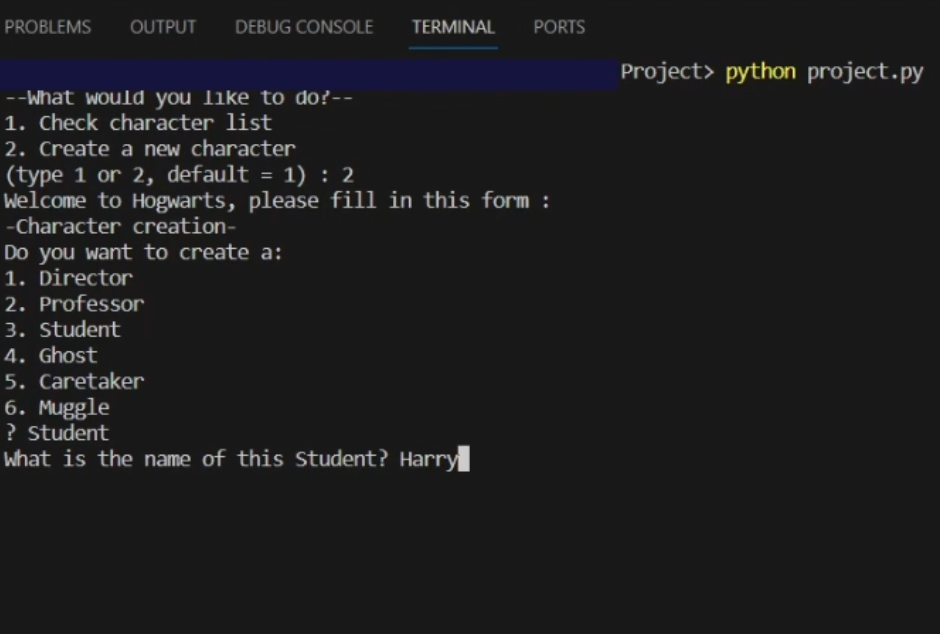 PROBLEMS OUTPUT DEBUG CONSOLE TERMINAL PORTS
Project> python project.py
--What would you like to do?--
1. Check character list
2. Create a new character
(type 1 or 2, default = 1) : 2
Welcome to Hogwarts, please fill in this form :
-Character creation-
Do you want to create a:
1. Director
2. Professor
3. Student
4. Ghost
5. Caretaker
6. Muggle
? Student
What is the name of this Student? Harry